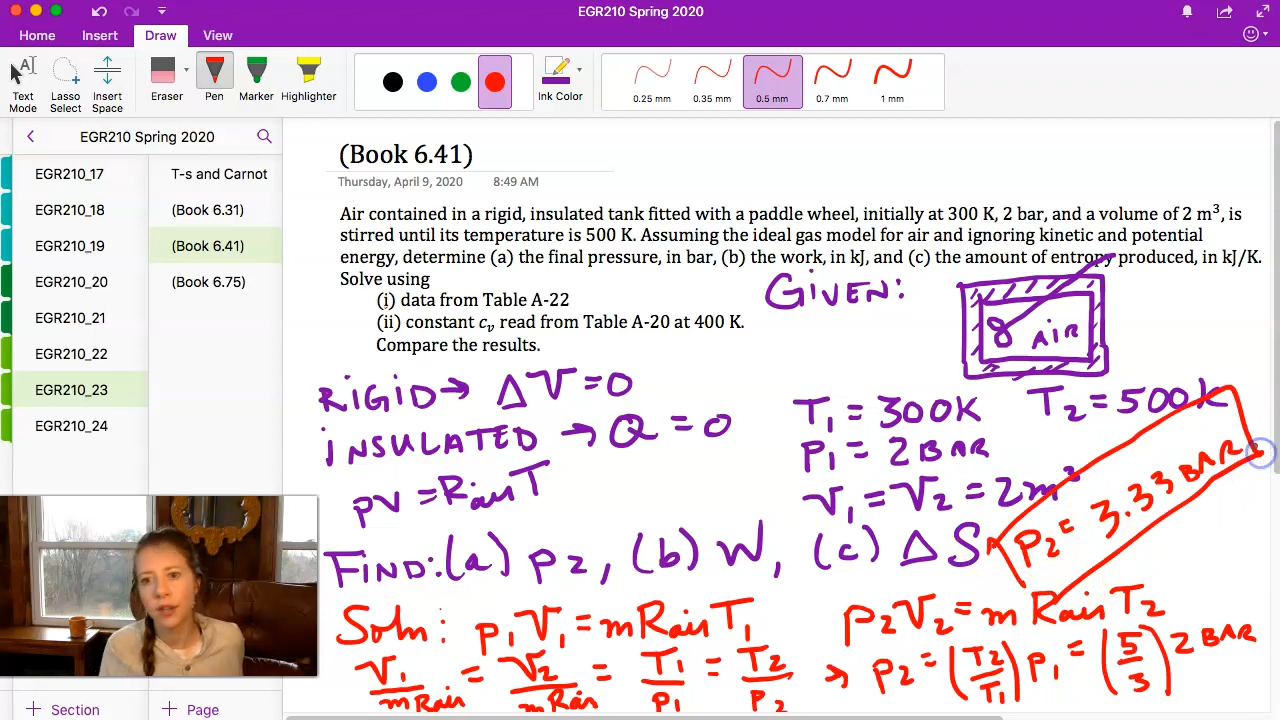 EGR210 Spring 2020
Home Insert Draw View
Text Mode
Lasso Select
Insert Space
Eraser
Pen
Marker
Highlighter
Ink Color
0.25 mm
0.35 mm
0.5 mm
0.7 mm
1 mm
EGR210 Spring 2020
EGR210_17
EGR210_18
EGR210_19
EGR210_20
EGR210_21
EGR210_22
EGR210_23
EGR210_24
T-s and Carnot
(Book 6.31)
(Book 6.41)
(Book 6.75)
+ Section
+ Page
(Book 6.41)
Thursday, April 9, 2020 8:49 AM
Air contained in a rigid, insulated tank fitted with a paddle wheel, initially at 300 K, 2 bar, and a volume of 2 m³, is
stirred until its temperature is 500 K. Assuming the ideal gas model for air and ignoring kinetic and potential
energy, determine (a) the final pressure, in bar, (b) the work, in kJ, and (c) the amount of entropy produced, in kJ/K.
Solve using
(i) data from Table A-22
(ii) constant cᵥ read from Table A-20 at 400 K.
Compare the results.
GIVEN:
AIR
RIGID → ΔV = 0
INSULATED → Q = 0
pv = RairT
T1 = 300K T2 = 500K
P1 = 2 BAR
V1 = V2 = 2m³
P2 = 3.33 BAR
FIND: (a) p2, (b) W, (c) ΔS
Soln: p1V1 = mRairT1 p2V2 = mRairT2
V1/mRair = V2/mRair = T1/p1 = T2/p2 → p2 = (T2/T1)p1 = (5/3)2 BAR